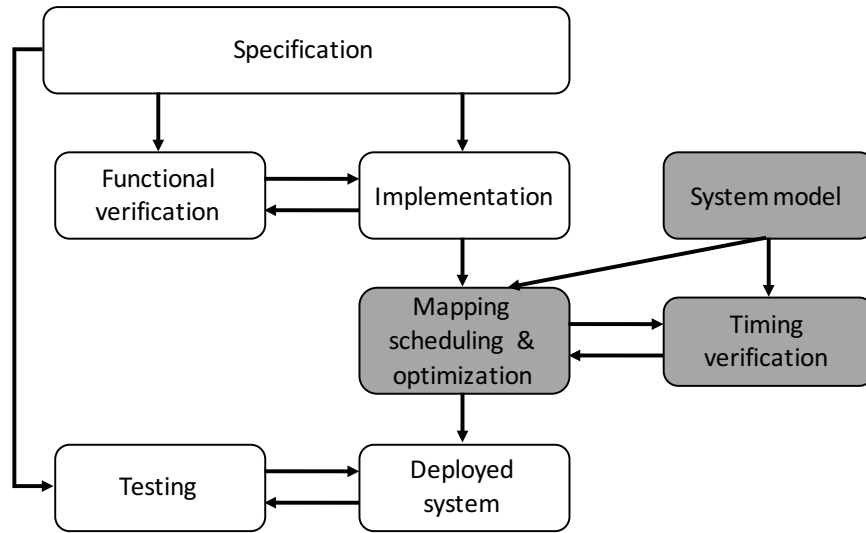 Specification
Functional
verification
Implementation
System model
Mapping
scheduling &
optimization
Timing
verification
Testing
Deployed
system